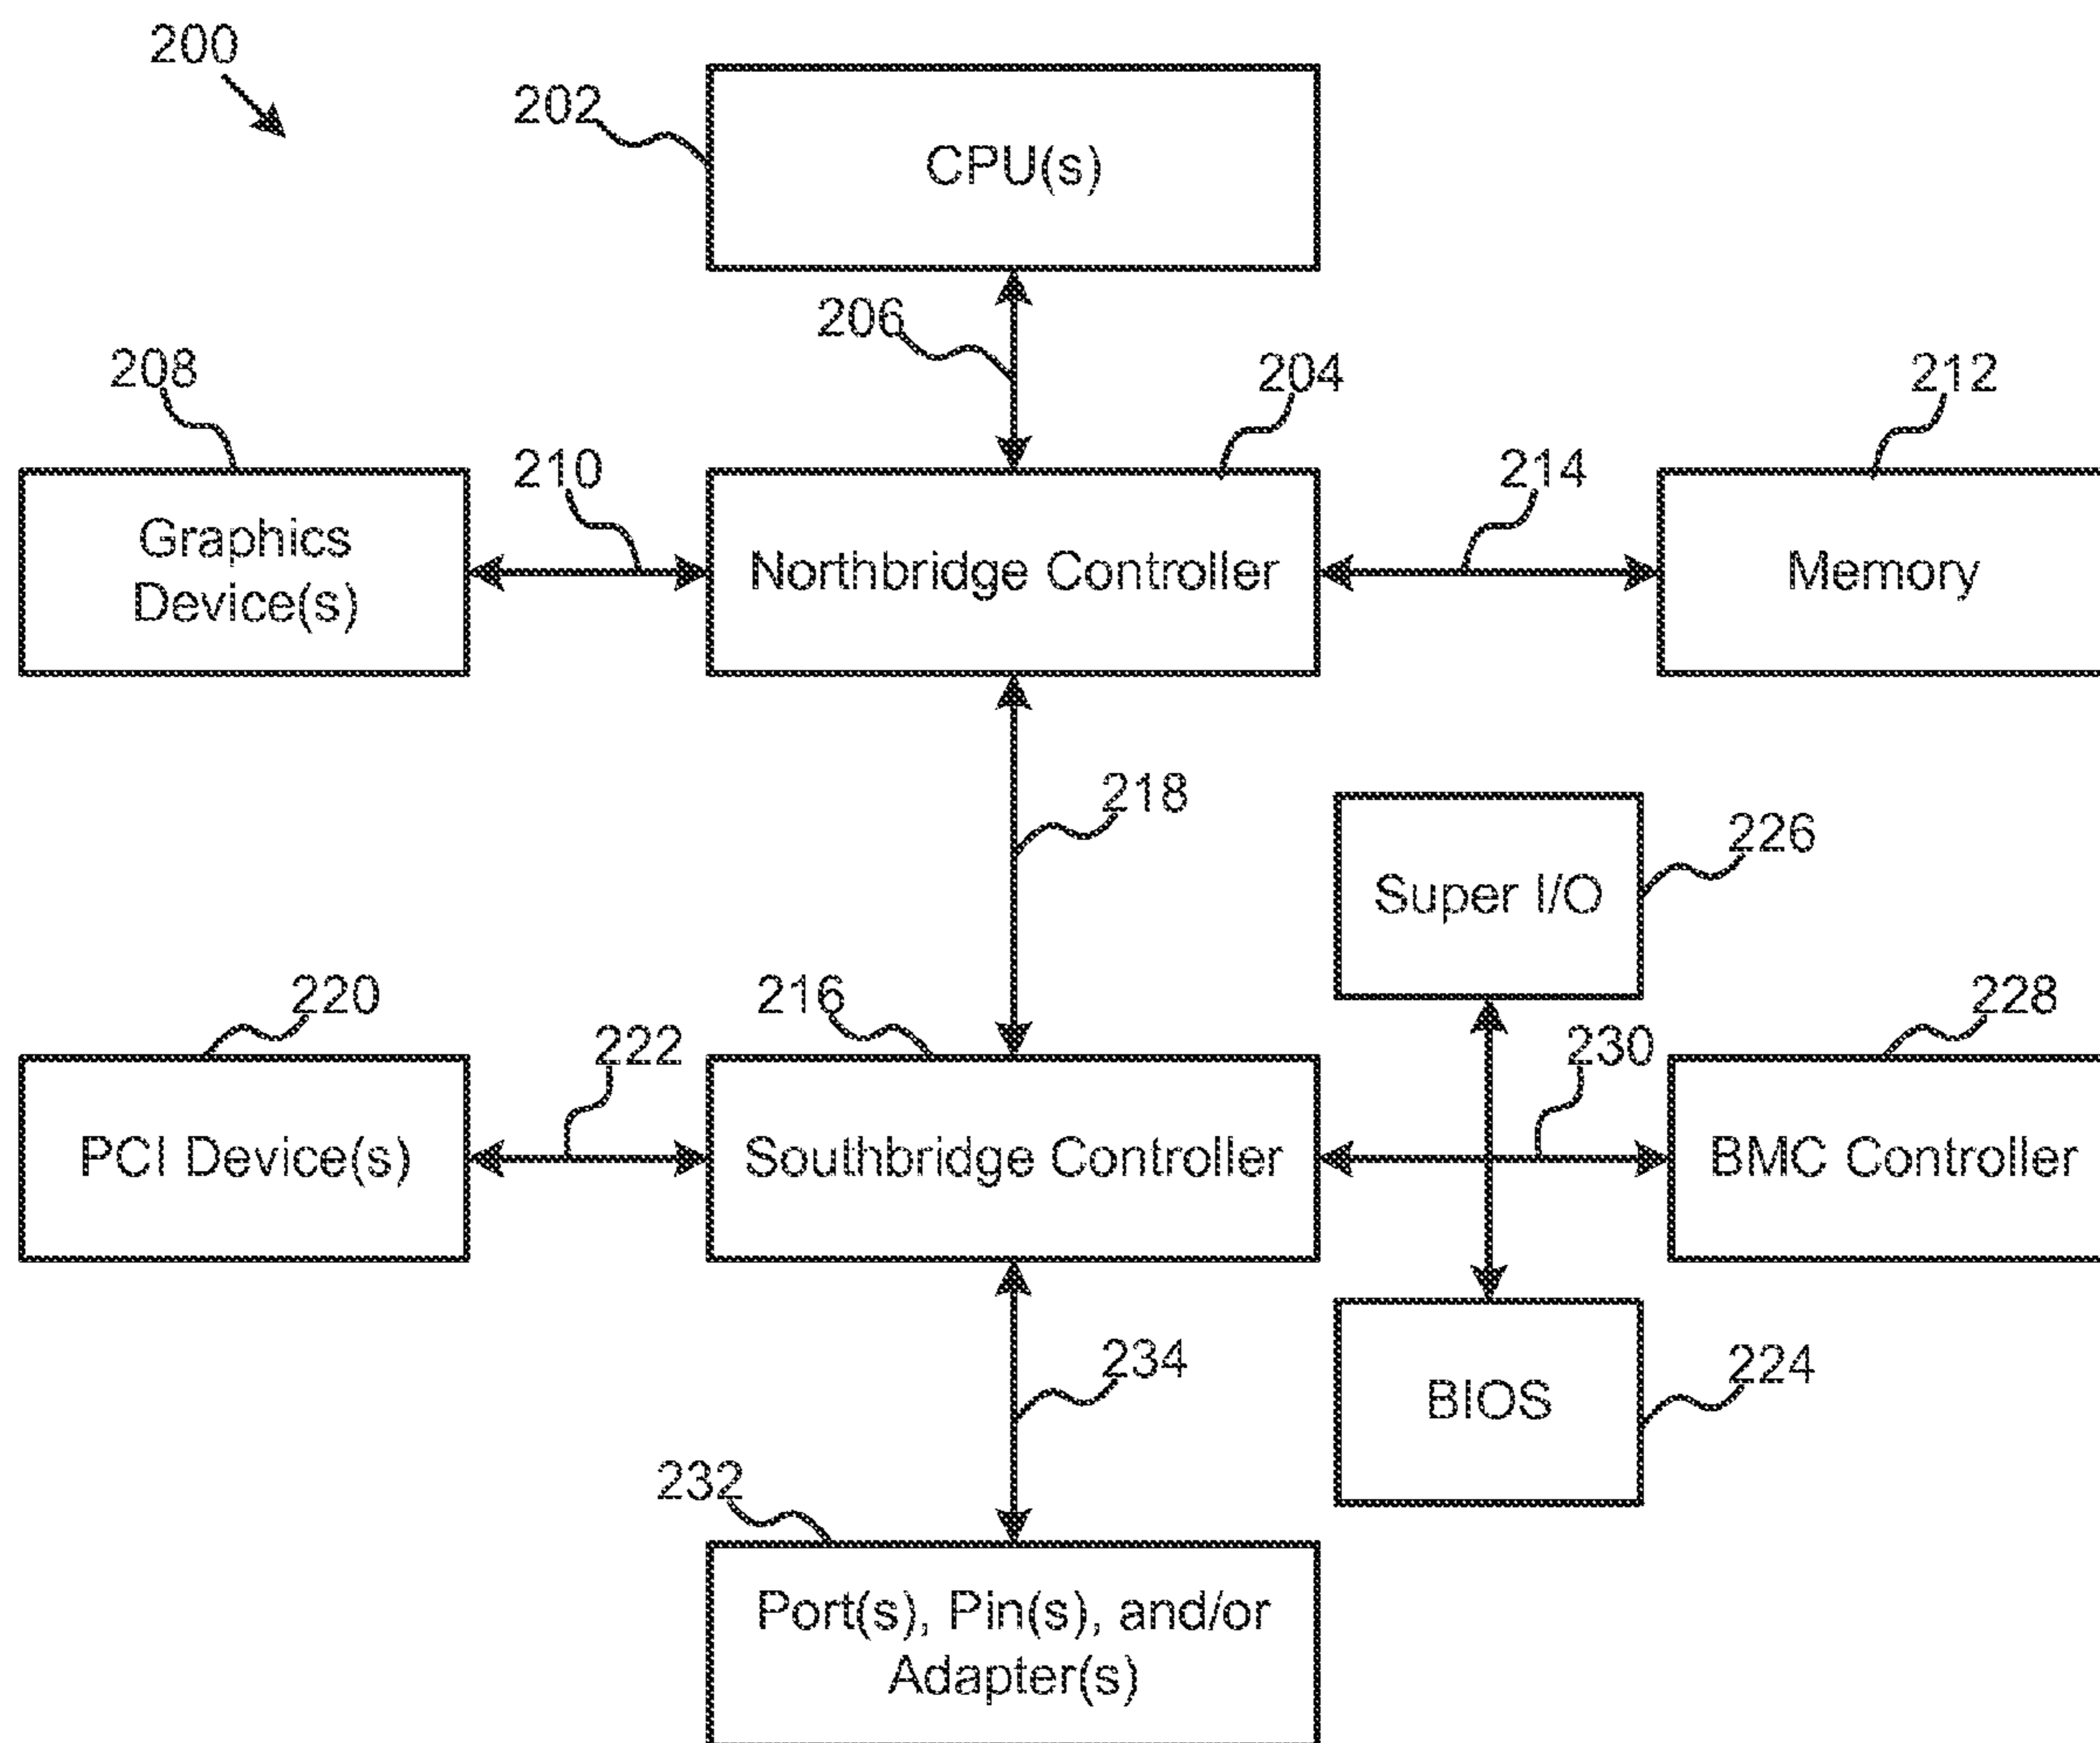 200
202
CPU(s)
206
208
204
212
210
214
Graphics
Device(s)
Northbridge Controller
Memory
218
226
Super I/O
220
216
228
222
230
PCI Device(s)
Southbridge Controller
BMC Controller
234
224
BIOS
232
Port(s), Pin(s), and/or
Adapter(s)